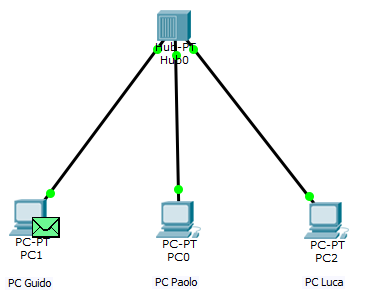 Hub-PT
Hub0
PC-PT
PC1
PC-PT
PC0
PC-PT
PC2
PC Guido
PC Paolo
PC Luca